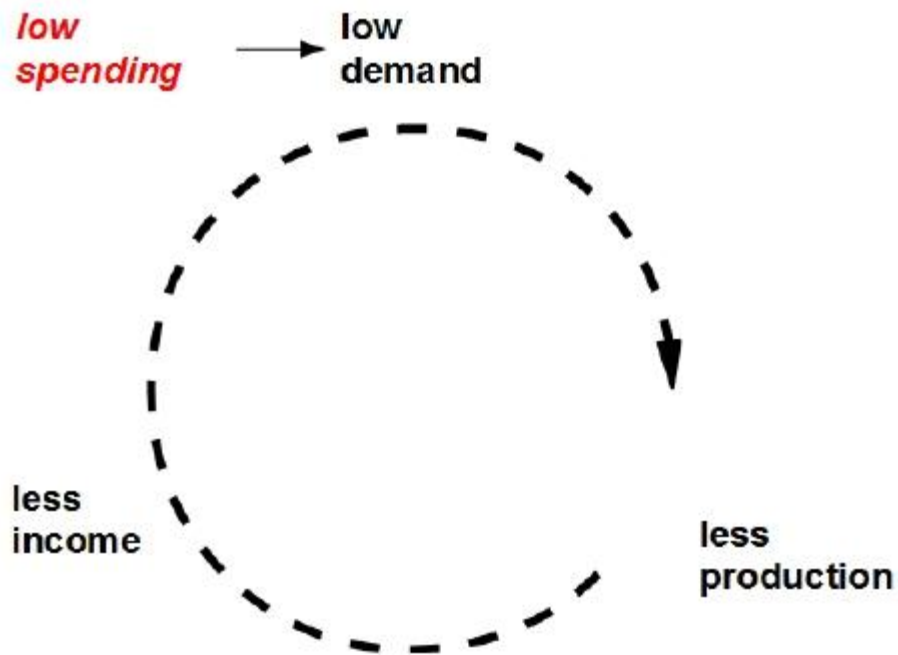 low
spending
low
demand
less
income
less
production